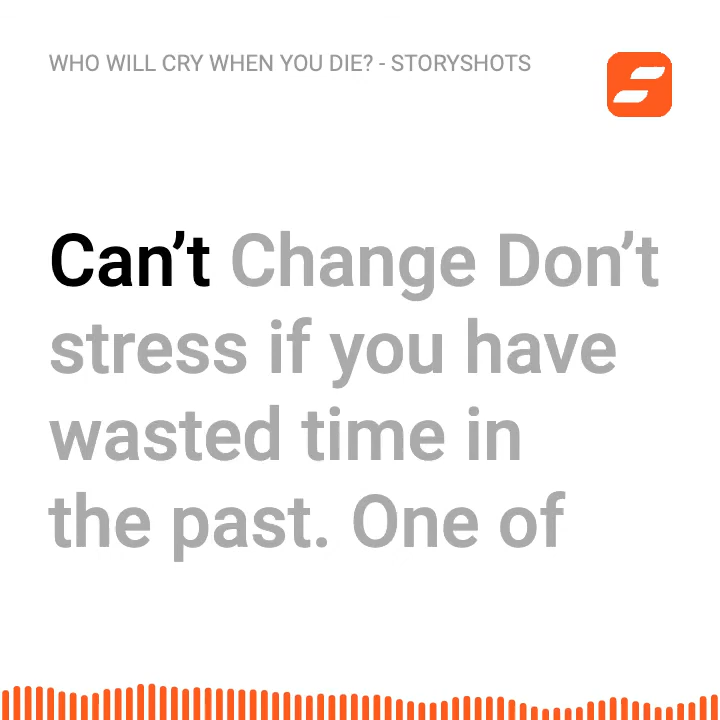 WHO WILL CRY WHEN YOU DIE? - STORYSHOTS
Can’t Change Don’t
stress if you have
wasted time in
the past. One of